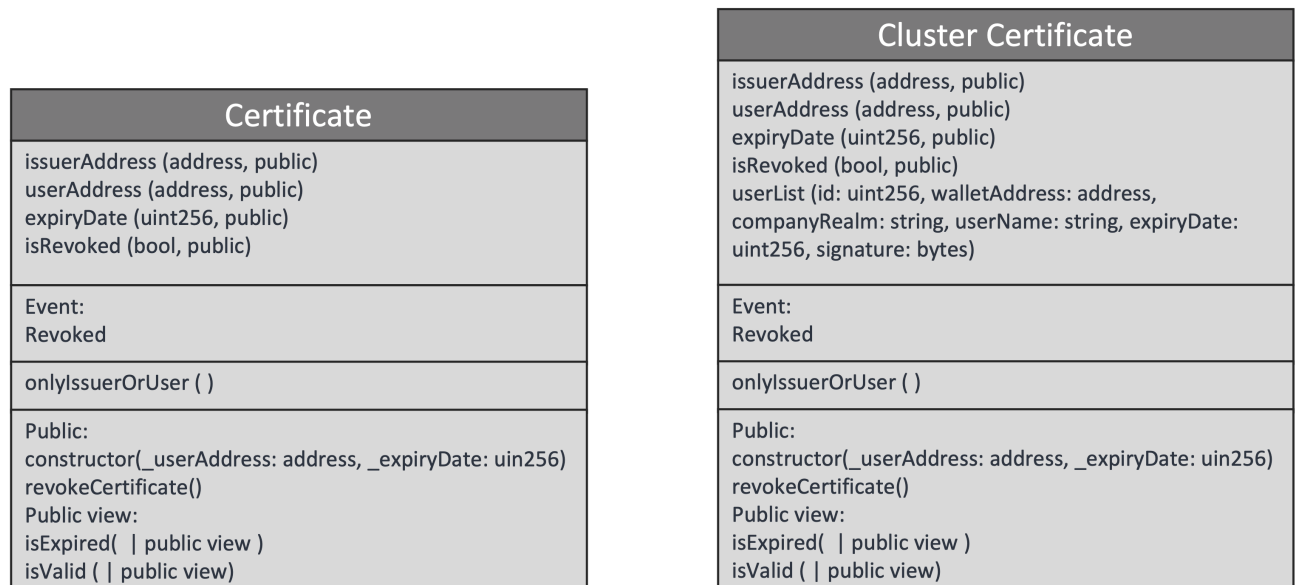 Certificate
issuerAddress (address, public)
userAddress (address, public)
expiryDate (uint256, public)
isRevoked (bool, public)
Event:
Revoked
onlyIssuerOrUser ( )
Public:
constructor(_userAddress: address, _expiryDate: uin256)
revokeCertificate()
Public view:
isExpired(  | public view )
isValid ( | public view)
Cluster Certificate
issuerAddress (address, public)
userAddress (address, public)
expiryDate (uint256, public)
isRevoked (bool, public)
userList (id: uint256, walletAddress: address,
companyRealm: string, userName: string, expiryDate:
uint256, signature: bytes)
Event:
Revoked
onlyIssuerOrUser ( )
Public:
constructor(_userAddress: address, _expiryDate: uin256)
revokeCertificate()
Public view:
isExpired(  | public view )
isValid ( | public view)